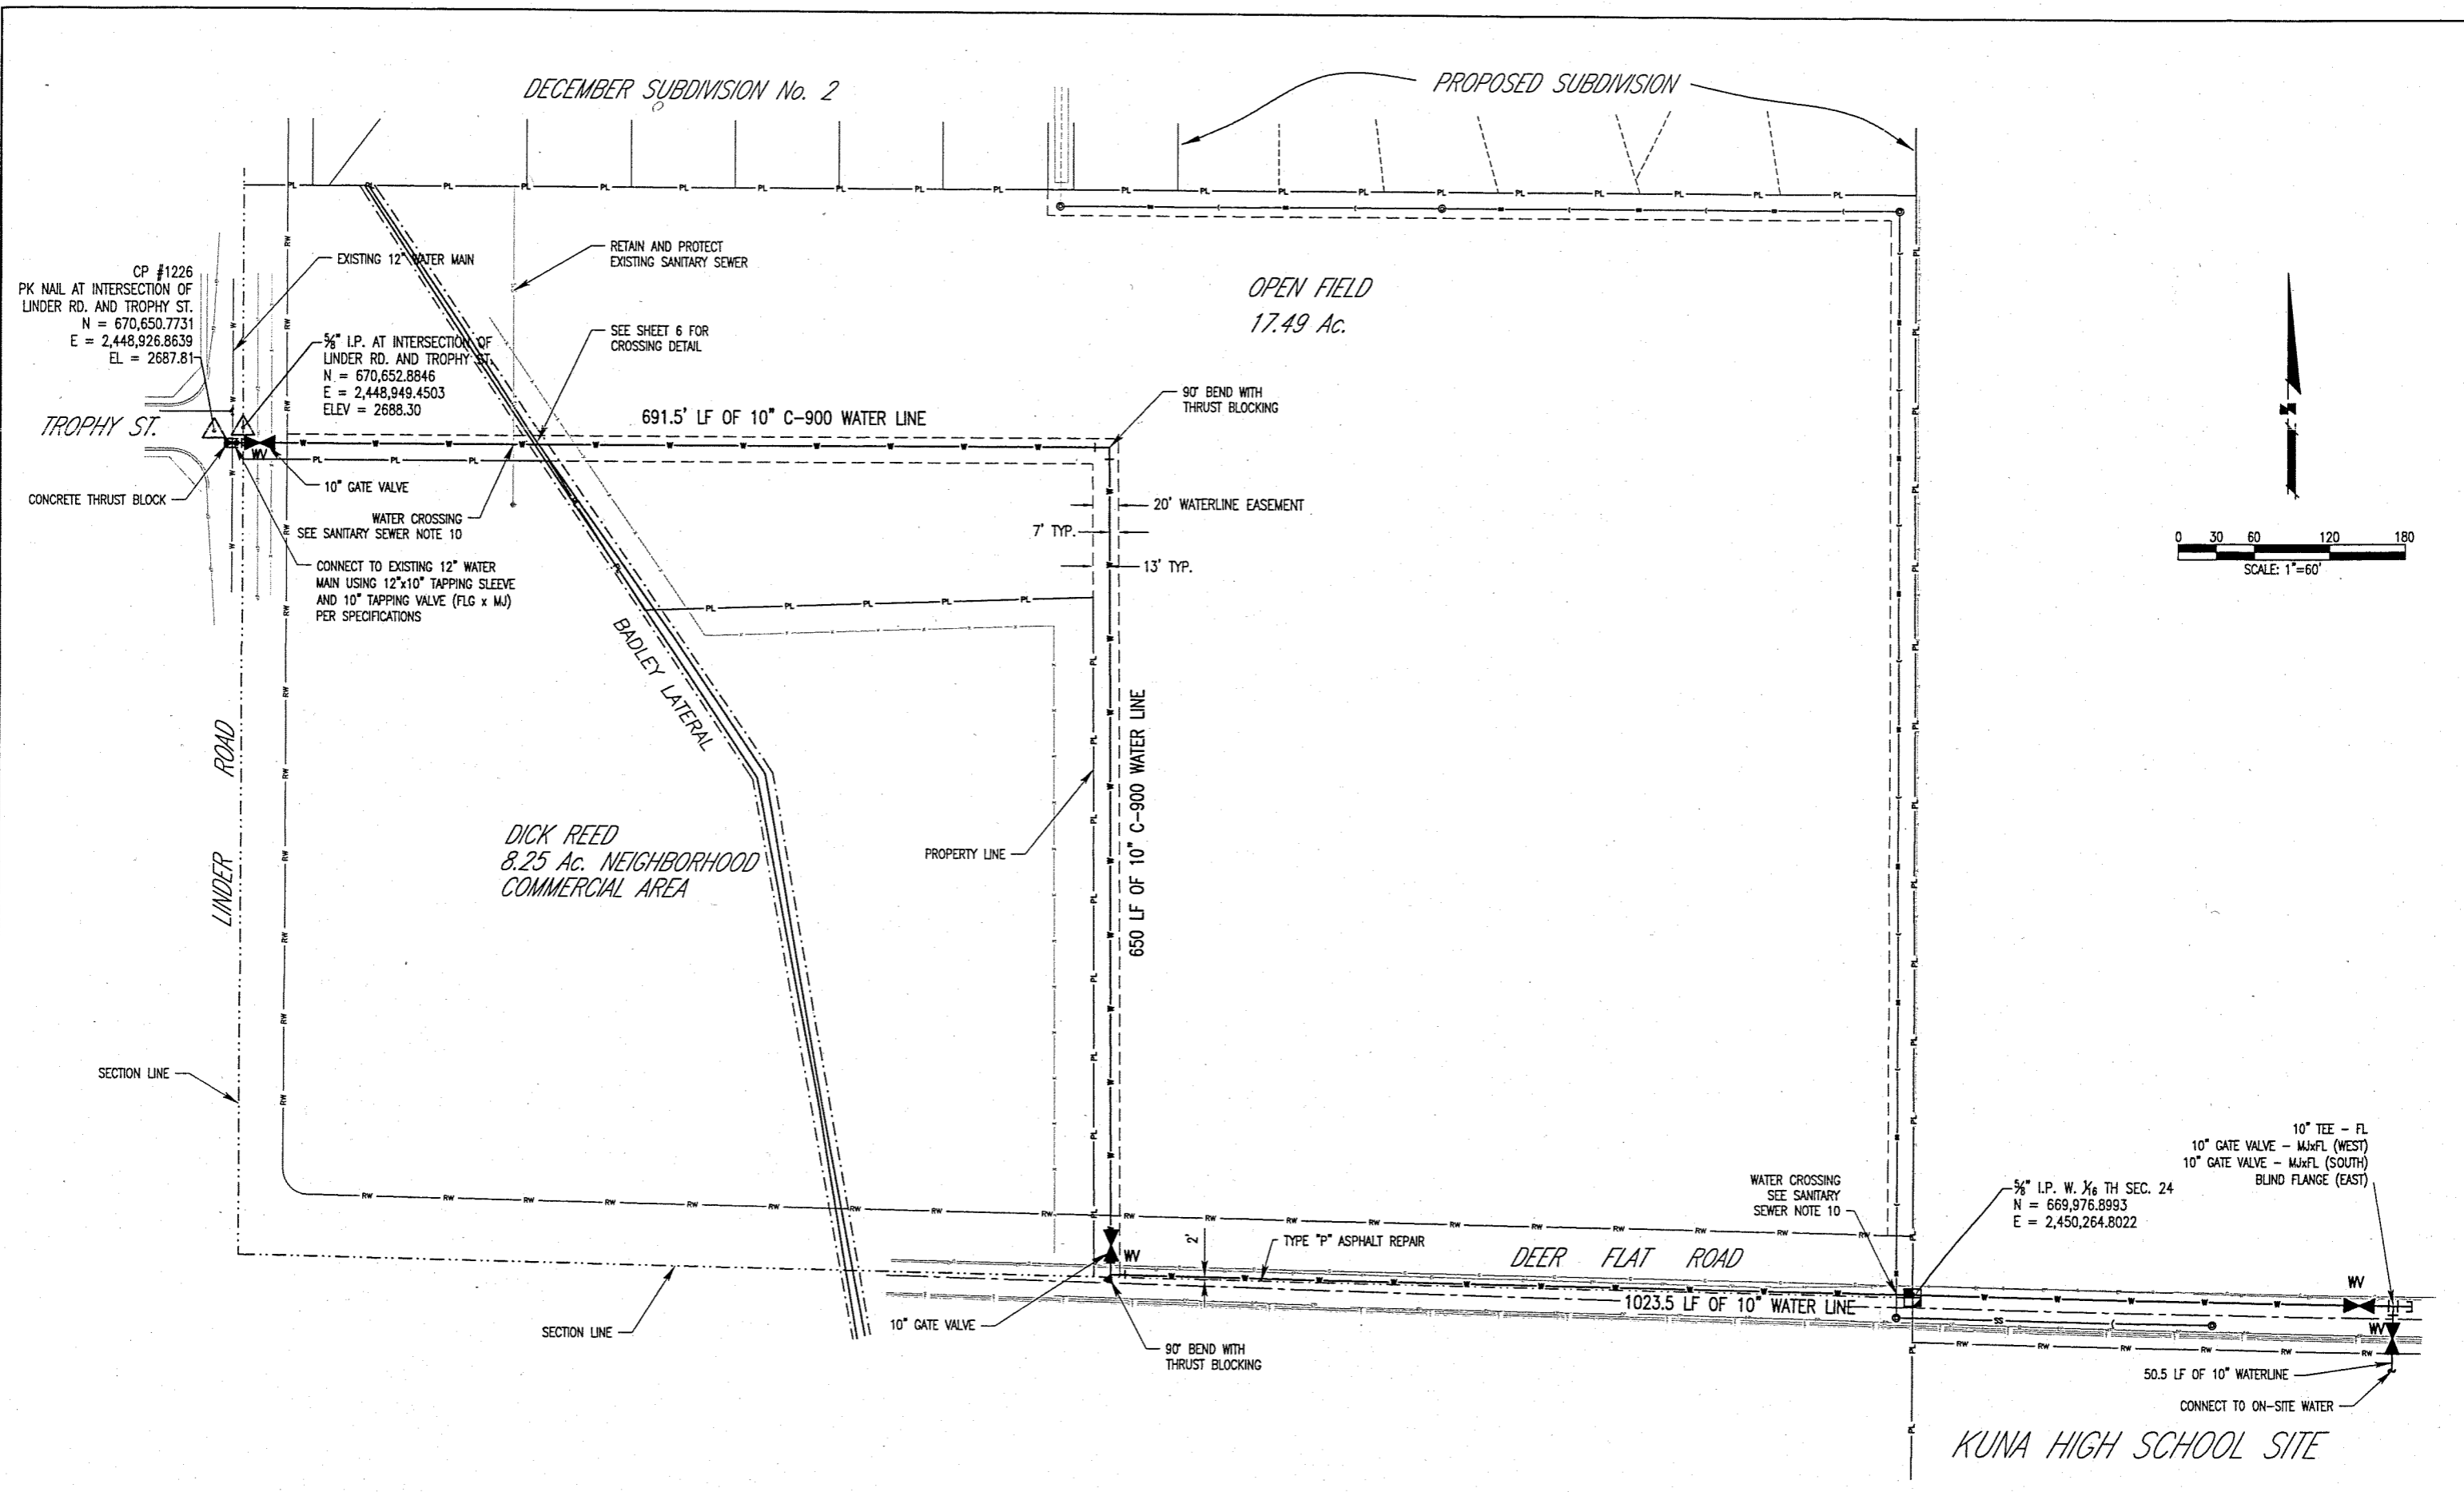 DECEMBER SUBDIVISION No. 2
PROPOSED SUBDIVISION
CP #1226
PK NAIL AT INTERSECTION OF
LINDER RD. AND TROPHY ST.
N = 670,650.7731
E = 2,448,926.8639
EL = 2687.81
EXISTING 12" WATER MAIN
RETAIN AND PROTECT
EXISTING SANITARY SEWER
5/8" I.P. AT INTERSECTION OF
LINDER RD. AND TROPHY ST.
N = 670,652.8846
E = 2,448,949.4503
ELEV = 2688.30
SEE SHEET 6 FOR
CROSSING DETAIL
OPEN FIELD
17.49 Ac.
TROPHY ST.
691.5' LF OF 10" C-900 WATER LINE
90° BEND WITH
THRUST BLOCKING
WV
CONCRETE THRUST BLOCK
10" GATE VALVE
WATER CROSSING
SEE SANITARY SEWER NOTE 10
CONNECT TO EXISTING 12" WATER
MAIN USING 12"x10" TAPPING SLEEVE
AND 10" TAPPING VALVE (FLG x MJ)
PER SPECIFICATIONS
20' WATERLINE EASEMENT
7' TYP.
13' TYP.
0 30 60 120 180
SCALE: 1"=60'
BADLEY LATERAL
LINDER ROAD
650 LF OF 10" C-900 WATER LINE
DICK REED
8.25 Ac. NEIGHBORHOOD
COMMERCIAL AREA
PROPERTY LINE
SECTION LINE
SECTION LINE
10" GATE VALVE
WV
2'
TYPE "P" ASPHALT REPAIR
DEER FLAT ROAD
1023.5 LF OF 10" WATER LINE
90° BEND WITH
THRUST BLOCKING
WATER CROSSING
SEE SANITARY
SEWER NOTE 10
5/8" I.P. W. 1/16 TH SEC. 24
N = 669,976.8993
E = 2,450,264.8022
10" TEE - FL
10" GATE VALVE - MJxFL (WEST)
10" GATE VALVE - MJxFL (SOUTH)
BLIND FLANGE (EAST)
WV
WV
SS
50.5 LF OF 10" WATERLINE
CONNECT TO ON-SITE WATER
KUNA HIGH SCHOOL SITE